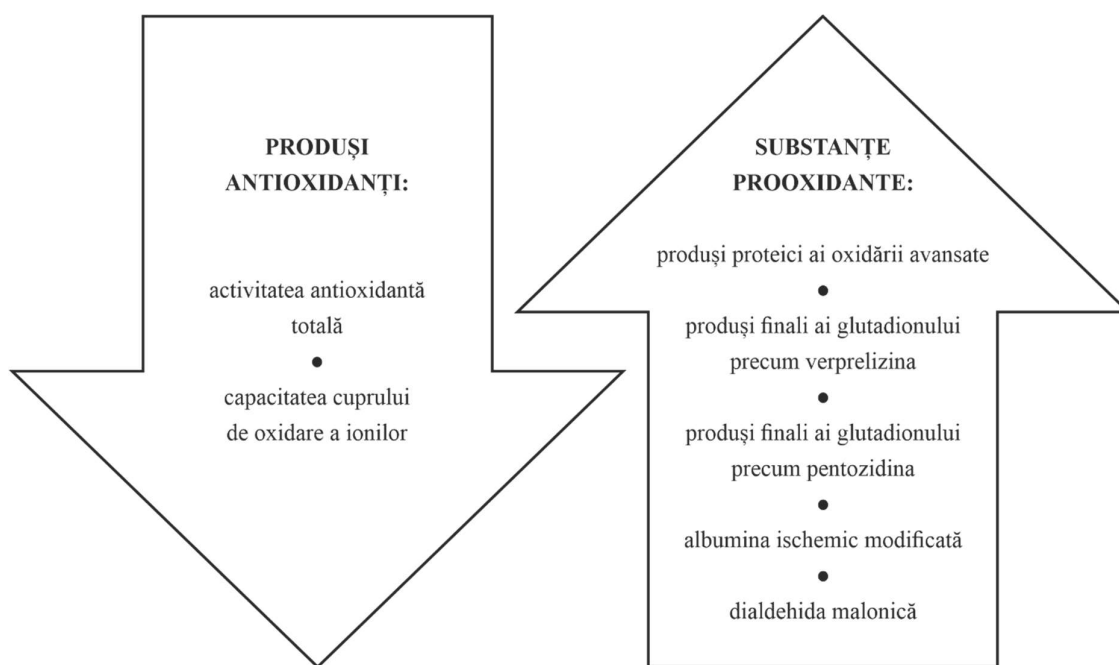 PRODUȘI
ANTIOXIDANȚI:
activitatea antioxidantă
totală
●
capacitatea cuprului
de oxidare a ionilor
SUBSTANȚE
PROOXIDANTE:
produși proteici ai oxidării avansate
●
produși finali ai glutadionului
precum verprelizina
●
produși finali ai glutadionului
precum pentozidina
●
albumina ischemic modificată
●
dialdehida malonică